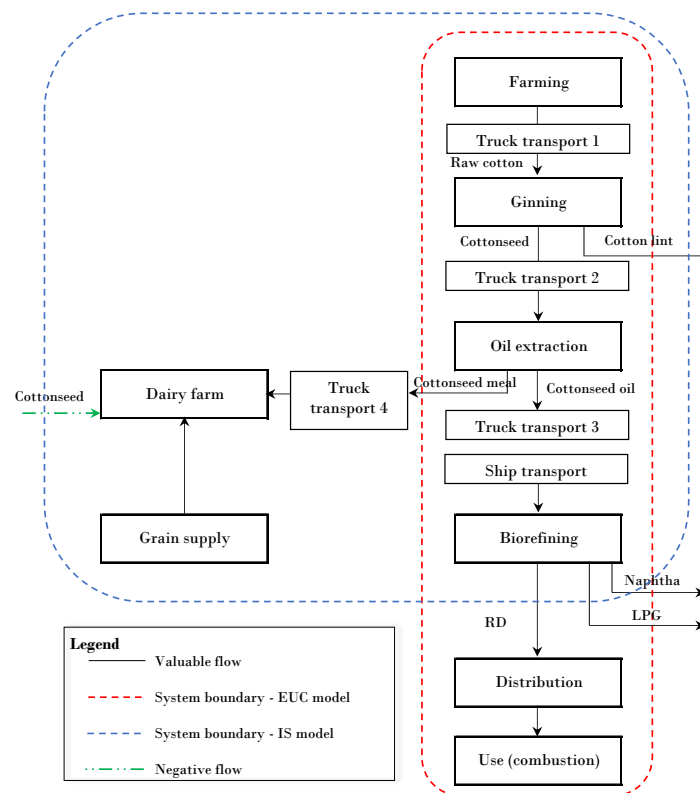 Farming
Truck transport 1
Raw cotton
Ginning
Cottonseed
Cotton lint
Truck transport 2
Oil extraction
Cottonseed
Dairy farm
Truck
transport 4
Cottonseed meal
Cottonseed oil
Truck transport 3
Ship transport
Grain supply
Biorefining
Naphtha
LPG
RD
Legend
Valuable flow
System boundary - EUC model
System boundary - IS model
Negative flow
Distribution
Use (combustion)